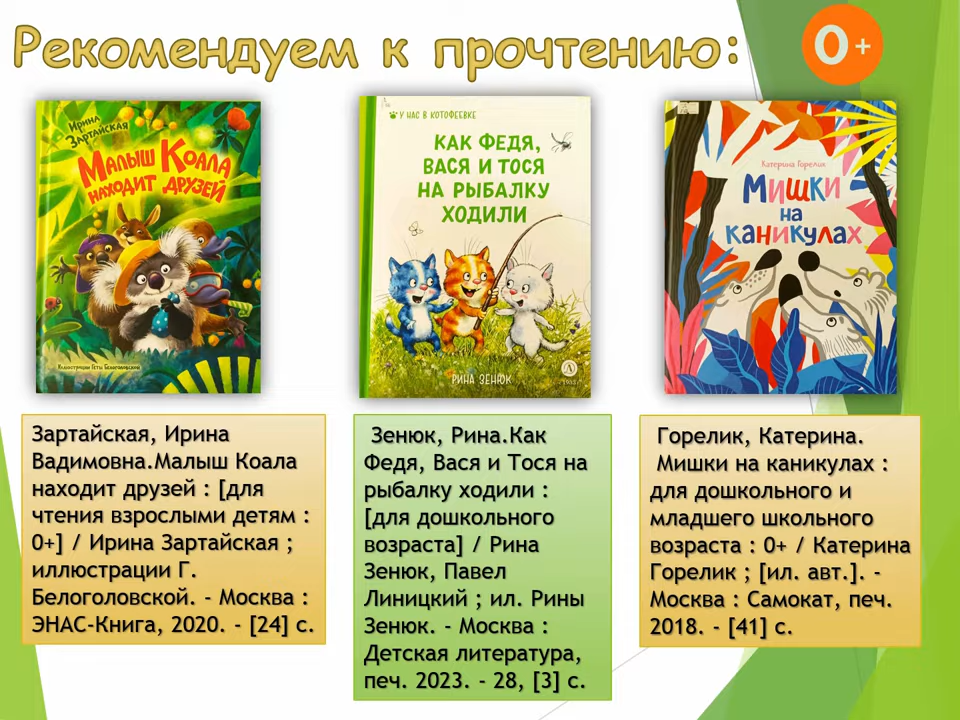 Рекомендуем к прочтению:
0+
Ирина
Зартайская
Малыш Коала
находит друзей
Иллюстрации Геты Белоголовской
У НАС В КОТОФЕЕВКЕ
КАК ФЕДЯ,
ВАСЯ И ТОСЯ
НА РЫБАЛКУ
ХОДИЛИ
РИНА ЗЕНЮК
Катерина Горелик
Мишки
на
каникулах
Зартайская, Ирина
Вадимовна.Малыш Коала
находит друзей : [для
чтения взрослыми детям :
0+] / Ирина Зартайская ;
иллюстрации Г.
Белоголовской. - Москва :
ЭНАС-Книга, 2020. - [24] с.
Зенюк, Рина.Как
Федя, Вася и Тося на
рыбалку ходили :
[для дошкольного
возраста] / Рина
Зенюк, Павел
Линицкий ; ил. Рины
Зенюк. - Москва :
Детская литература,
печ. 2023. - 28, [3] с.
Горелик, Катерина.
Мишки на каникулах :
для дошкольного и
младшего школьного
возраста : 0+ / Катерина
Горелик ; [ил. авт.]. -
Москва : Самокат, печ.
2018. - [41] с.